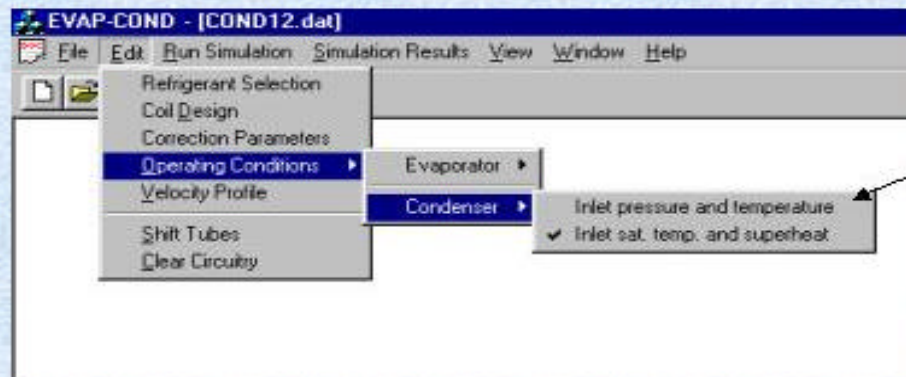 EVAP-COND - [COND12.dat]
File Edit Run Simulation Simulation Results View Window Help
Refrigerant Selection
Coil Design
Correction Parameters
Operating Conditions
Evaporator
Velocity Profile
Condenser
Inlet pressure and temperature
Inlet sat. temp. and superheat
Shift Tubes
Clear Circuitry